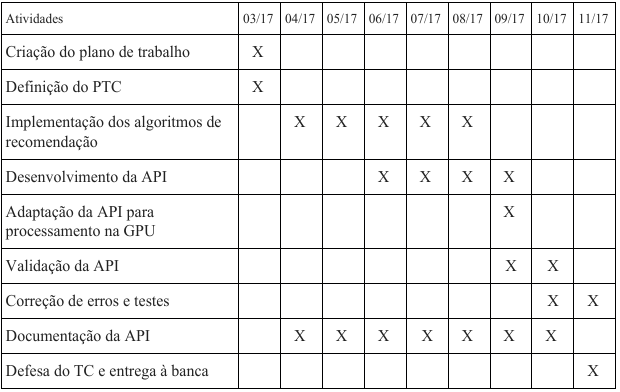 Atividades 03/17 04/17 05/17 06/17 07/17 08/17 09/17 10/17 11/17
Criação do plano de trabalho X
Definição do PTC X
Implementação dos algoritmos de X X X X X
recomendação
Desenvolvimento da API X X X X
Adaptação da API para X
processamento na GPU
Validação da API X X
Correção de erros e testes X X
Documentação da API X X X X X X X
Defesa do TC e entrega à banca X